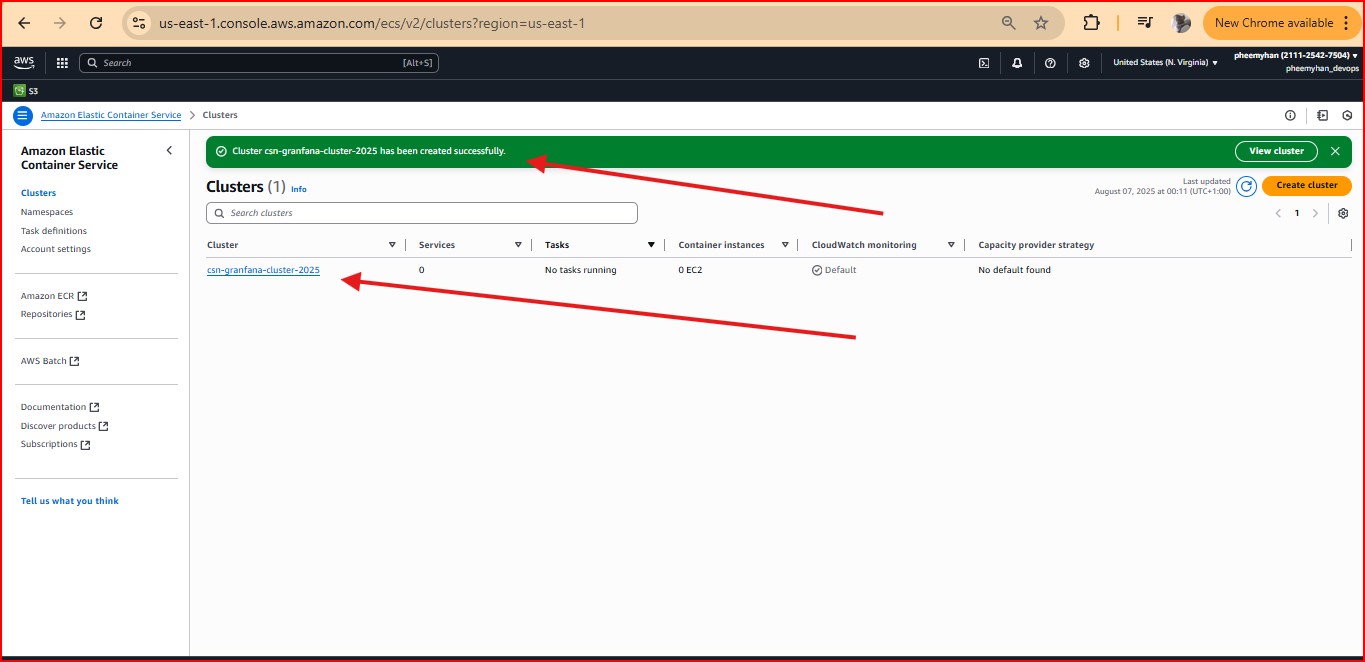 us-east-1.console.aws.amazon.com/ecs/v2/clusters?region=us-east-1
New Chrome available
aws
Search
[Alt+S]
United States (N. Virginia)
pheemyhan (2111-2542-7504)
pheemyhan_devops
S3
Amazon Elastic Container Service
Clusters
Amazon Elastic
Container Service
Clusters
Namespaces
Task definitions
Account settings
Amazon ECR
Repositories
AWS Batch
Documentation
Discover products
Subscriptions
Tell us what you think
Cluster csn-granfana-cluster-2025 has been created successfully.
View cluster
Clusters (1) Info
Last updated
August 07, 2025 at 00:11 (UTC+1:00)
Create cluster
Search clusters
1
Cluster Services Tasks Container instances CloudWatch monitoring Capacity provider strategy
csn-granfana-cluster-2025 0 No tasks running 0 EC2 Default No default found